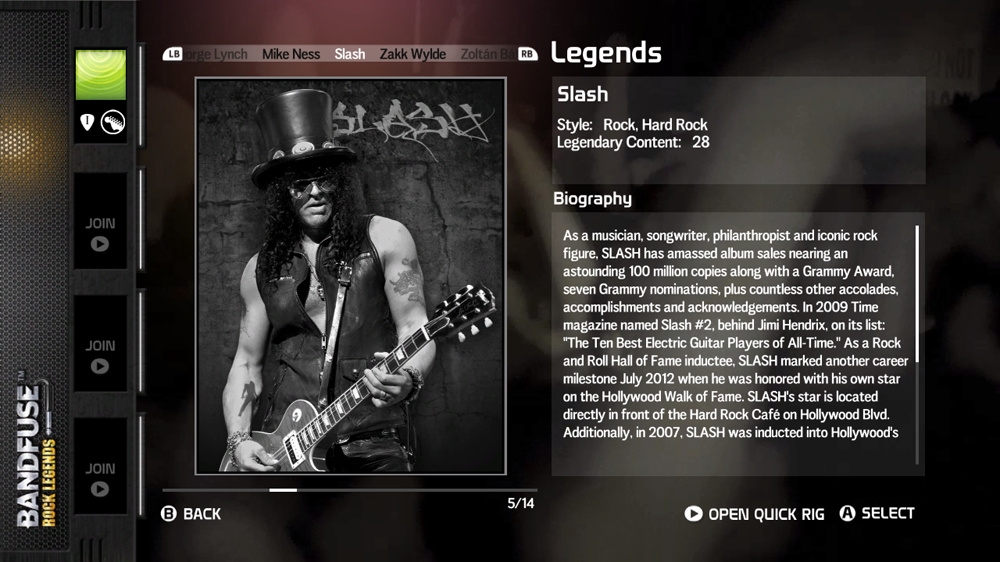 LB
orge Lynch Mike Ness Slash Zakk Wylde Zoltán Bá
RB
Legends
SLASH
Slash
Style: Rock, Hard Rock
Legendary Content: 28
Biography
As a musician, songwriter, philanthropist and iconic rock
figure, SLASH has amassed album sales nearing an
astounding 100 million copies along with a Grammy Award,
seven Grammy nominations, plus countless other accolades,
accomplishments and acknowledgements. In 2009 Time
magazine named Slash #2, behind Jimi Hendrix, on its list:
"The Ten Best Electric Guitar Players of All-Time." As a Rock
and Roll Hall of Fame inductee, SLASH marked another career
milestone July 2012 when he was honored with his own star
on the Hollywood Walk of Fame. SLASH's star is located
directly in front of the Hard Rock Café on Hollywood Blvd.
Additionally, in 2007, SLASH was inducted into Hollywood's
JOIN
JOIN
JOIN
BANDFUSE™
ROCK LEGENDS
5/14
B BACK
OPEN QUICK RIG
A SELECT